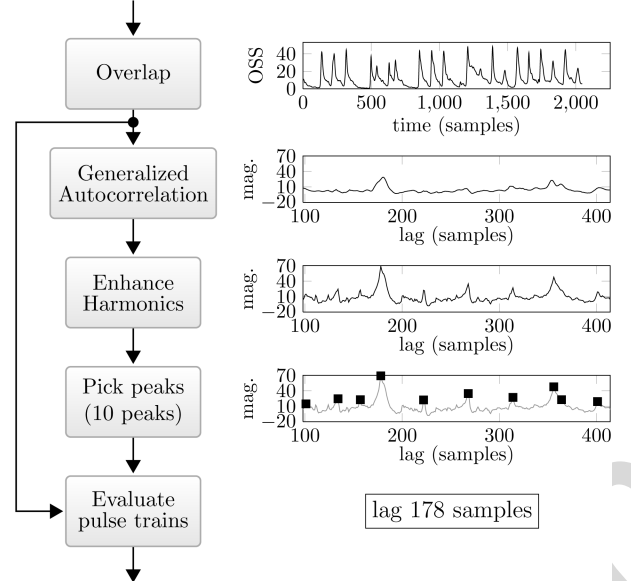 Overlap
Generalized
Autocorrelation
Enhance
Harmonics
Pick peaks
(10 peaks)
Evaluate
pulse trains
OSS
40
20
0
0 500 1,000 1,500 2,000
time (samples)
mag.
70
40
10
−20
100 200 300 400
lag (samples)
mag.
70
40
10
−20
100 200 300 400
lag (samples)
mag.
70
40
10
−20
100 200 300 400
lag (samples)
lag 178 samples